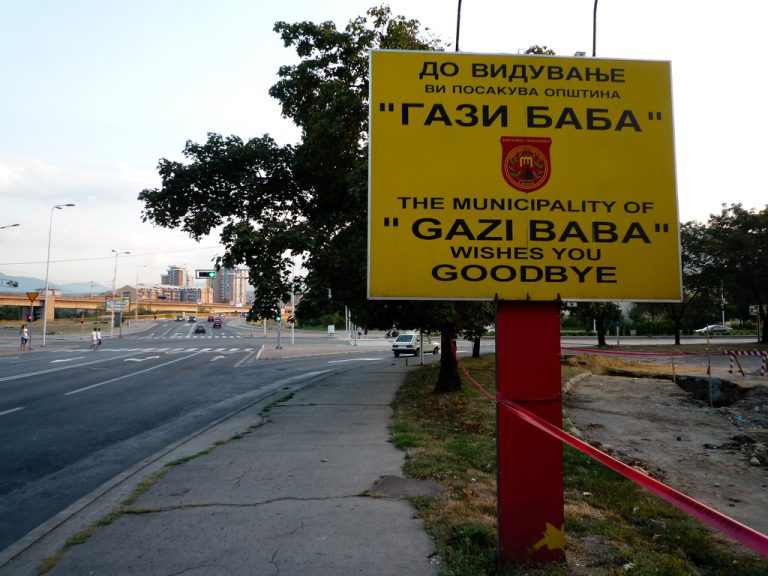 ДО ВИДУВАЊЕ
ВИ ПОСАКУВА ОПШТИНА
"ГАЗИ БАБА"
THE MUNICIPALITY OF
"GAZI BABA"
WISHES YOU
GOODBYE